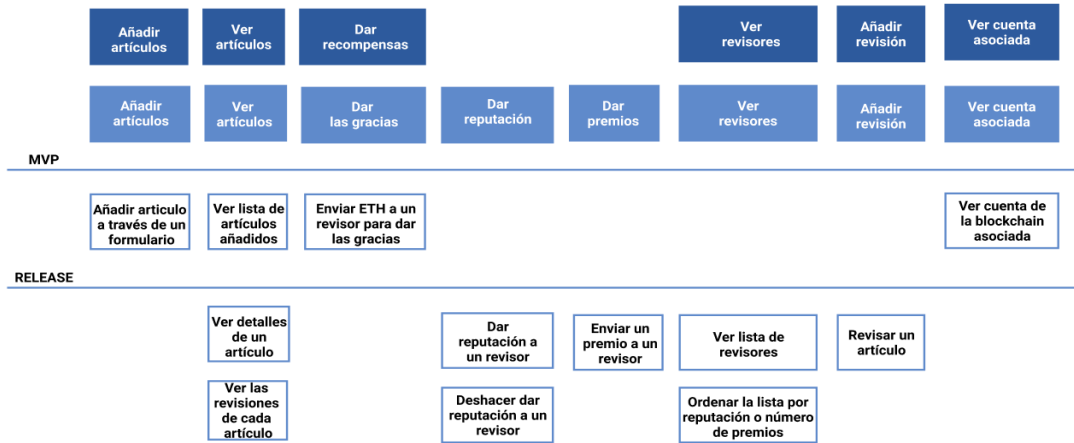 Añadir
artículos
Ver
artículos
Dar
recompensas
Ver
revisores
Añadir
revisión
Ver cuenta
asociada
Añadir
artículos
Ver
artículos
Dar
las gracias
Dar
reputación
Dar
premios
Ver
revisores
Añadir
revisión
Ver cuenta
asociada
MVP
Añadir articulo
a través de un
formulario
Ver lista de
artículos
añadidos
Enviar ETH a un
revisor para dar
las gracias
Ver cuenta de
la blockchain
asociada
RELEASE
Ver detalles
de un
artículo
Dar
reputación a
un revisor
Enviar un
premio a un
revisor
Ver lista de
revisores
Revisar un
artículo
Ver las
revisiones
de cada
artículo
Deshacer dar
reputación a un
revisor
Ordenar la lista por
reputación o número
de premios